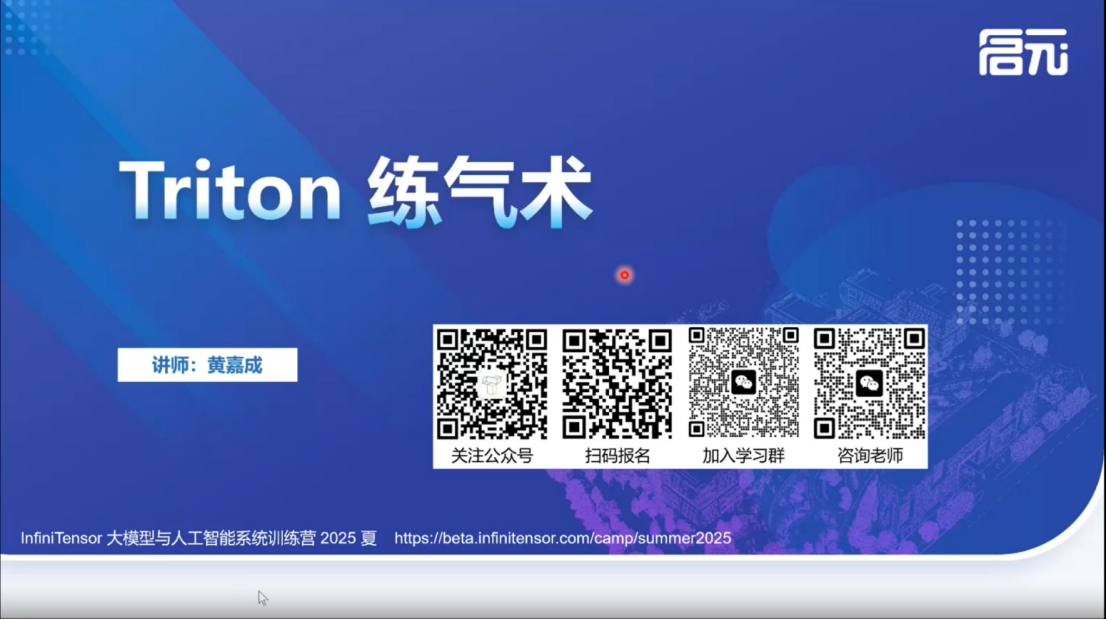 启元
Triton 练气术
讲师：黄嘉成
关注公众号
扫码报名
加入学习群
咨询老师
InfiniTensor 大模型与人工智能系统训练营 2025 夏 https://beta.infinitensor.com/camp/summer2025